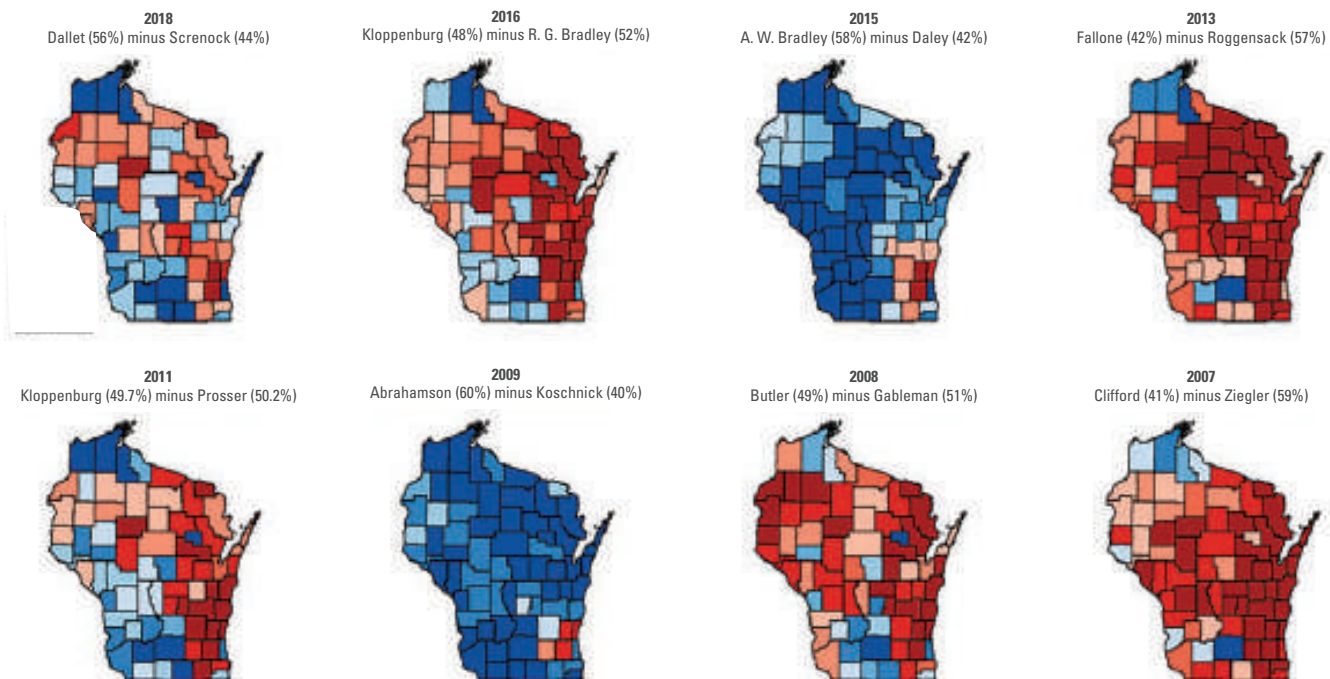 2018
Dallet (56%) minus Screnock (44%)
2016
Kloppenburg (48%) minus R. G. Bradley (52%)
2015
A. W. Bradley (58%) minus Daley (42%)
2013
Fallone (42%) minus Roggensack (57%)
2011
Kloppenburg (49.7%) minus Prosser (50.2%)
2009
Abrahamson (60%) minus Koschnick (40%)
2008
Butler (49%) minus Gableman (51%)
2007
Clifford (41%) minus Ziegler (59%)